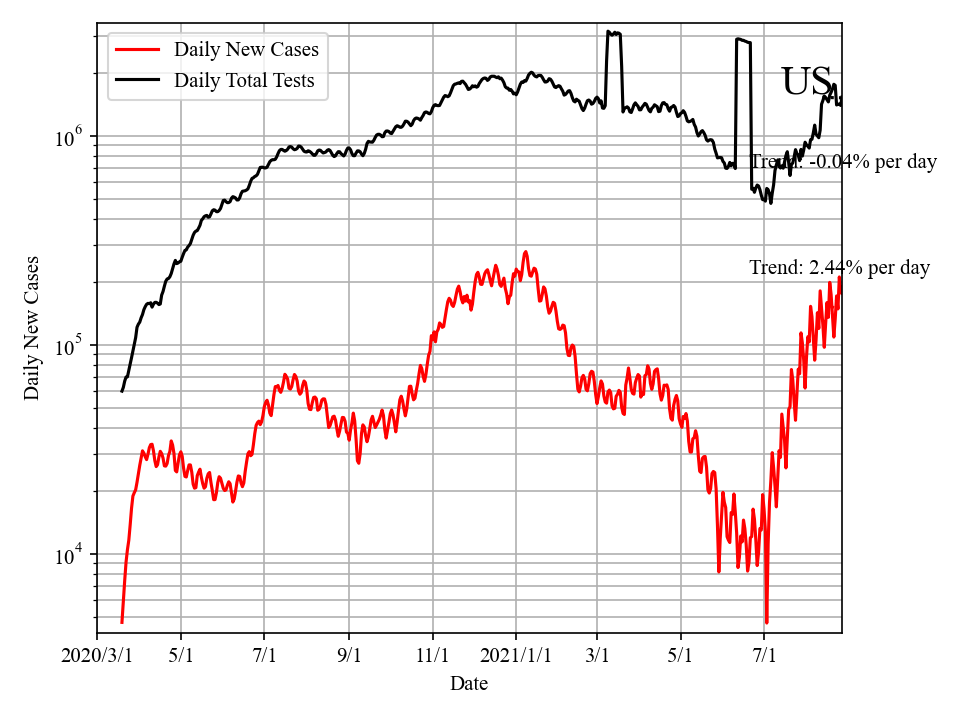 Daily New Cases
Daily Total Tests
US.
Trend: -0.04% per day
Trend: 2.44% per day
10^6
10^5
10^4
Daily New Cases
2020/3/1 5/1 7/1 9/1 11/1 2021/1/1 3/1 5/1 7/1
Date